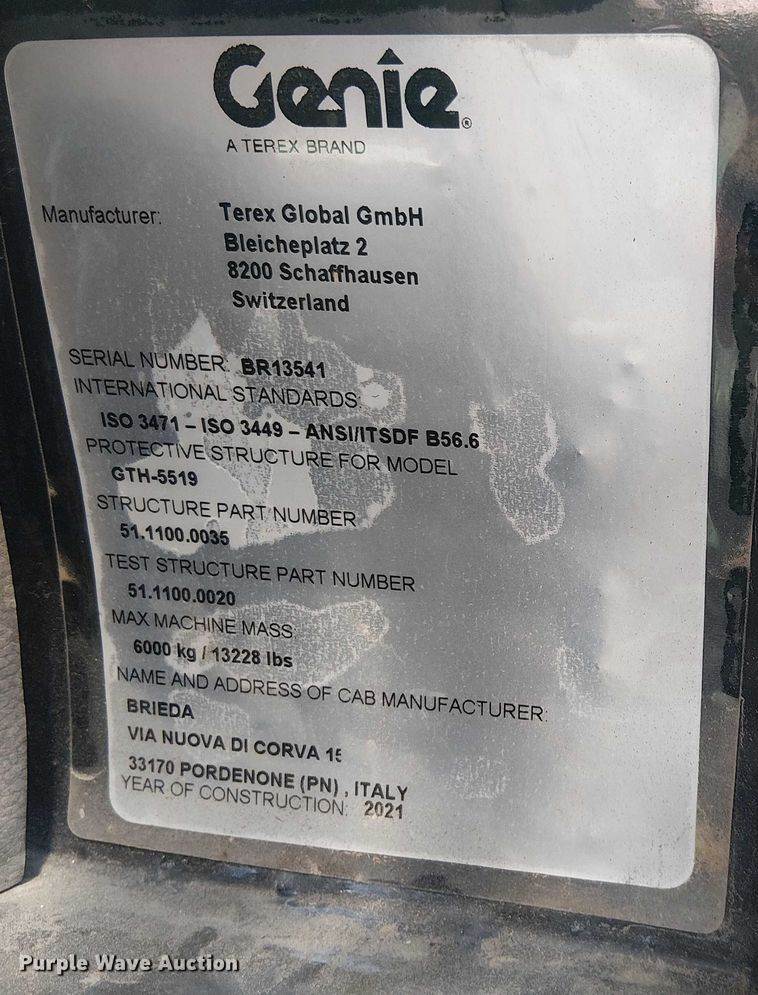 Genie®
A TEREX BRAND
Manufacturer: Terex Global GmbH
Bleicheplatz 2
8200 Schaffhausen
Switzerland
SERIAL NUMBER: BR13541
INTERNATIONAL STANDARDS:
ISO 3471 – ISO 3449 – ANSI/ITSDF B56.6
PROTECTIVE STRUCTURE FOR MODEL
GTH-5519
STRUCTURE PART NUMBER
51.1100.0035
TEST STRUCTURE PART NUMBER
51.1100.0020
MAX MACHINE MASS:
6000 kg / 13228 lbs
NAME AND ADDRESS OF CAB MANUFACTURER:
BRIEDA
VIA NUOVA DI CORVA 15
33170 PORDENONE (PN) , ITALY
YEAR OF CONSTRUCTION: 2021
Purple Wave Auction